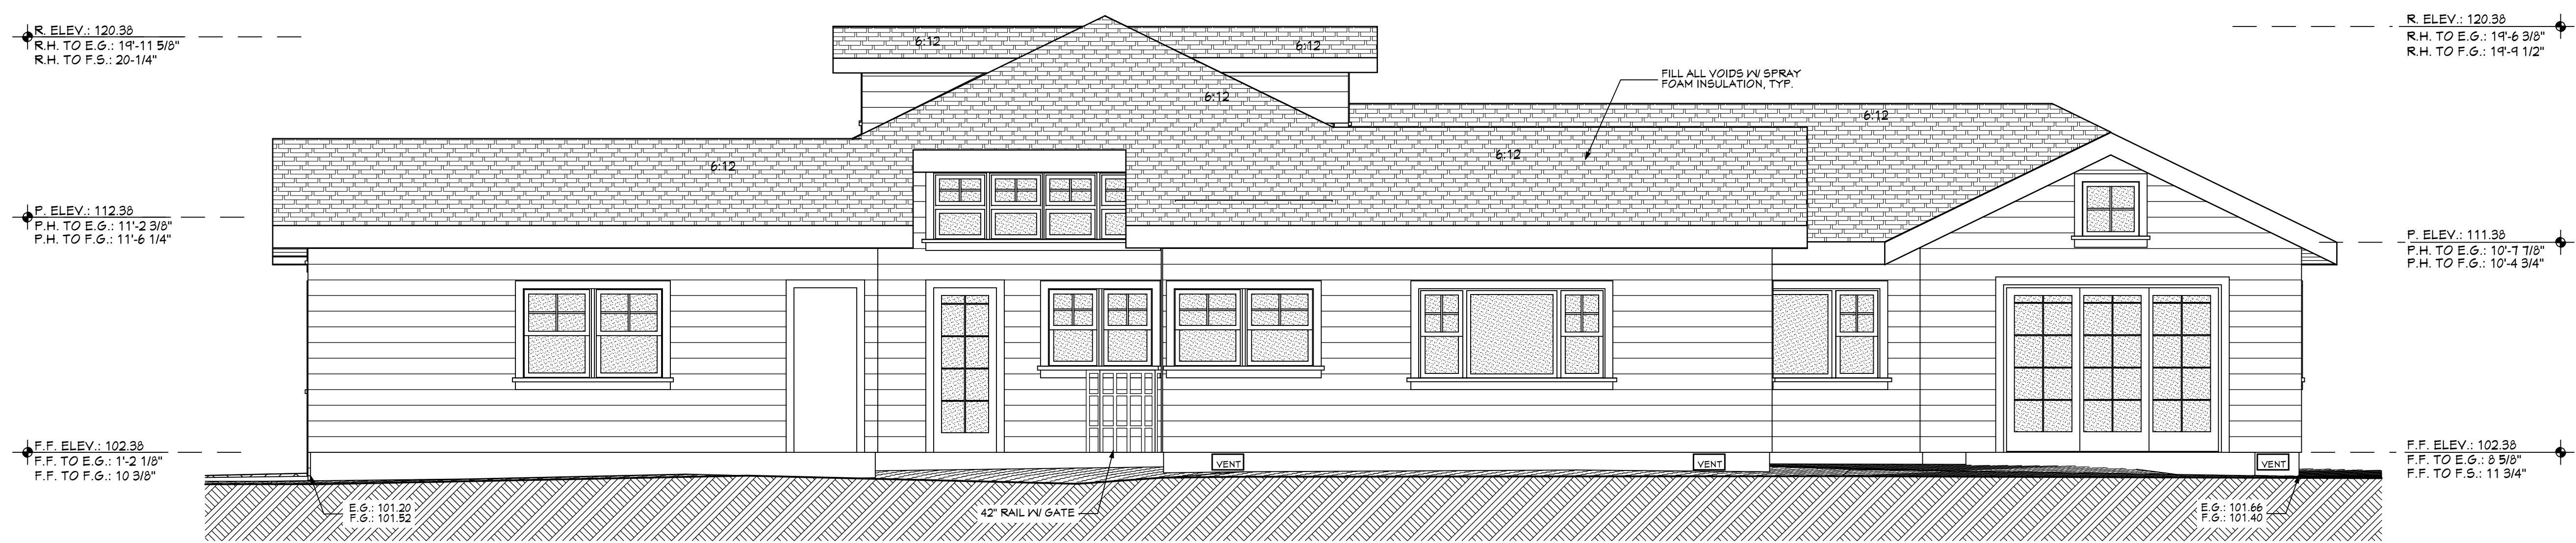 R. ELEV.: 120.38
R.H. TO E.G.: 19'-11 5/8"
R.H. TO F.S.: 20-1/4"
R. ELEV.: 120.38
R.H. TO E.G.: 19'-6 3/8"
R.H. TO F.G.: 19'-9 1/2"
6:12
6:12
6:12
FILL ALL VOIDS W/ SPRAY
FOAM INSULATION, TYP.
6:12
6:12
6:12
P. ELEV.: 112.38
P.H. TO E.G.: 11'-2 3/8"
P.H. TO F.G.: 11'-6 1/4"
P. ELEV.: 111.38
P.H. TO E.G.: 10'-7 7/8"
P.H. TO F.G.: 10'-4 3/4"
F.F. ELEV.: 102.38
F.F. TO E.G.: 1'-2 1/8"
F.F. TO F.G.: 10 3/8"
VENT
VENT
VENT
F.F. ELEV.: 102.38
F.F. TO E.G.: 8 5/8"
F.F. TO F.S.: 11 3/4"
E.G.: 101.20
F.G.: 101.52
42" RAIL W/ GATE
E.G.: 101.66
F.G.: 101.40